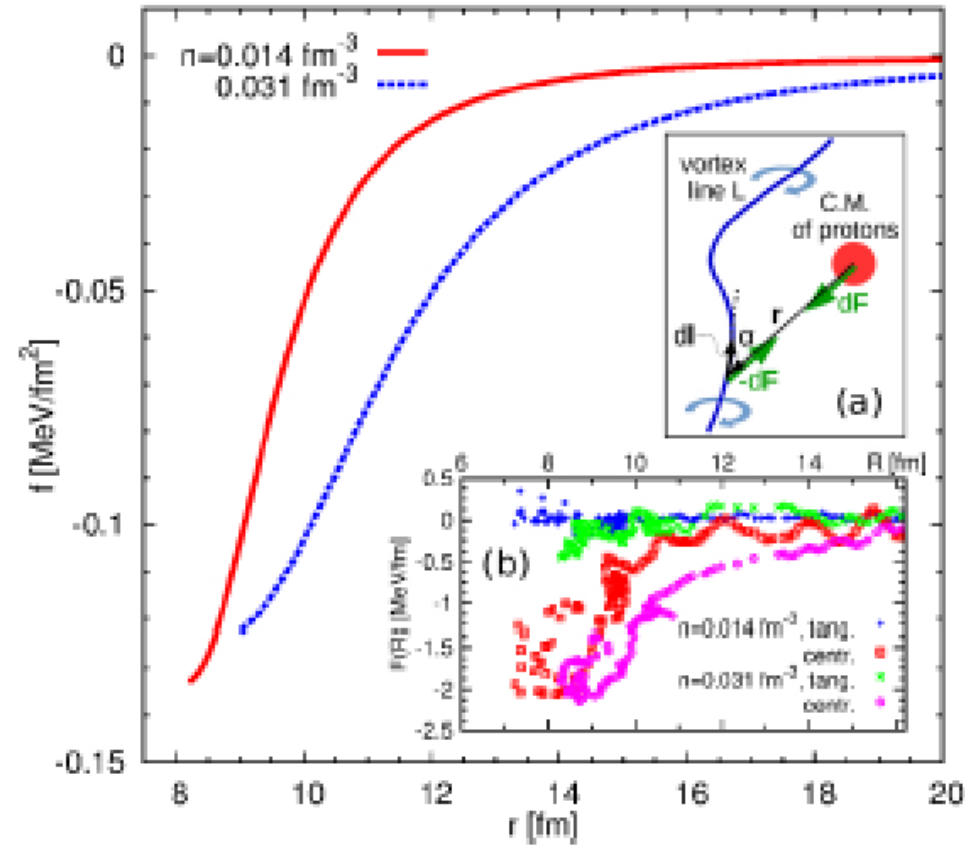 n=0.014 fm-3
0.031 fm-3
0
-0.05
-0.1
-0.15
f [MeV/fm2]
8 10 12 14 16 18 20
r [fm]
vortex
line L
C.M.
of protons
dF
r
dl
α
-dF
(a)
6 8 10 12 14 R [fm]
0.5
0
-0.5
-1
-1.5
-2
-2.5
(b)
n=0.014 fm-3, tang.
centr.
n=0.031 fm-3, tang.
centr.